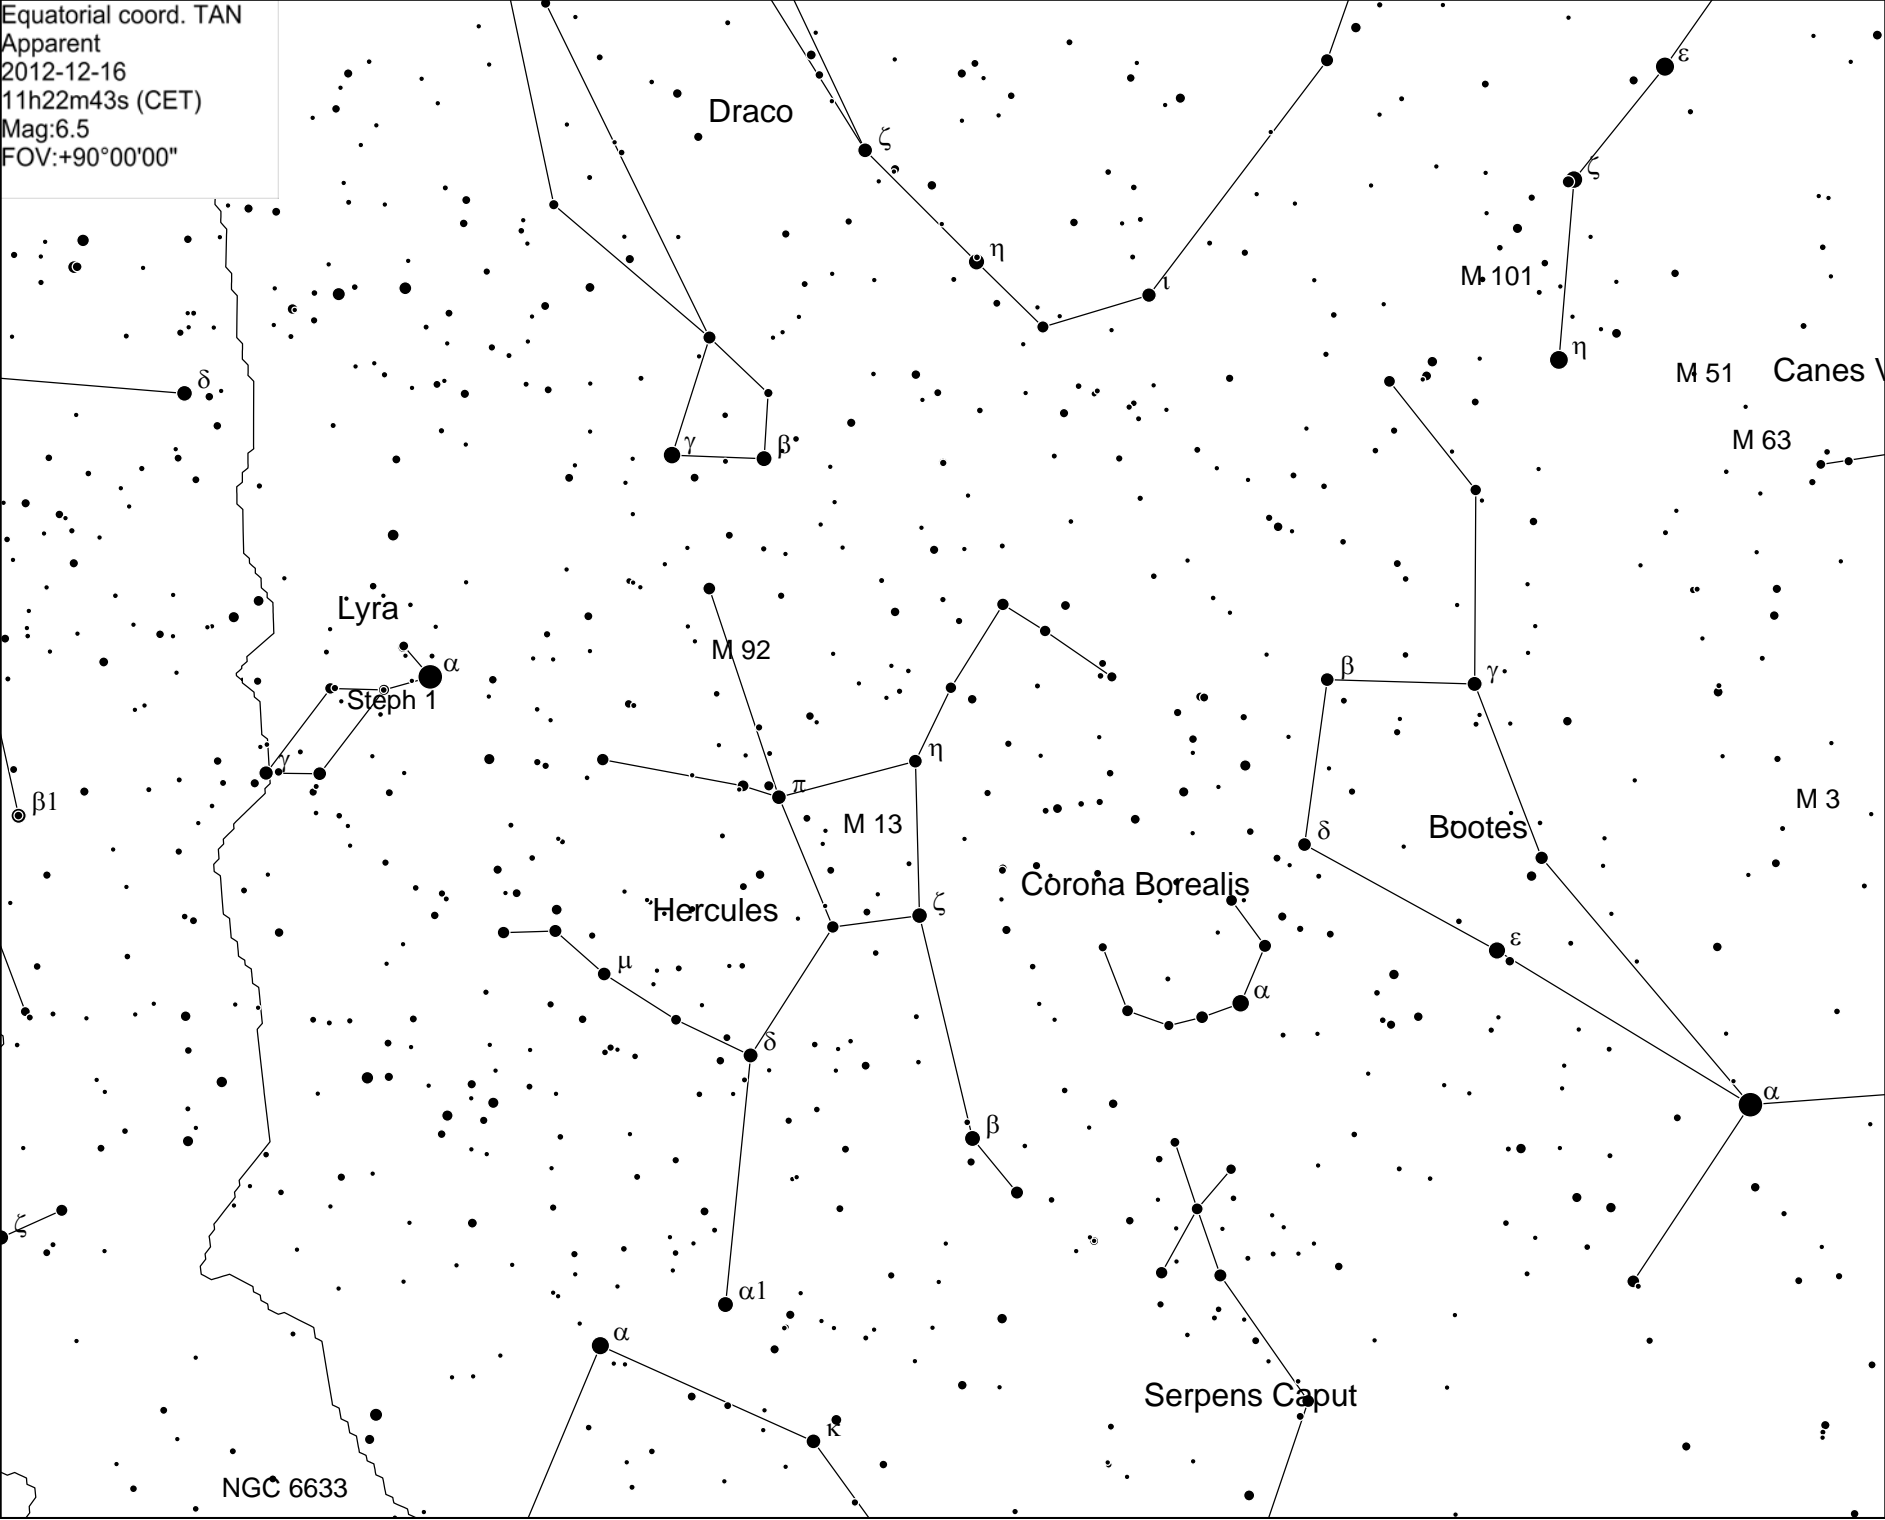 Equatorial coord. TAN
Apparent
2012-12-16
11h22m43s (CET)
Mag:6.5
FOV:+90°00'00"
ε
Draco
ζ
ζ
η
M 101
ι
η
δ
M 51
Canes V
γ
β
M 63
Lyra
M 92
α
β
γ
Steph 1
η
γ
π
β1
M 3
M 13
δ
Bootes
Corona Borealis
Hercules
ζ
ε
μ
α
δ
α
β
ζ
α1
α
Serpens Caput
κ
NGC 6633